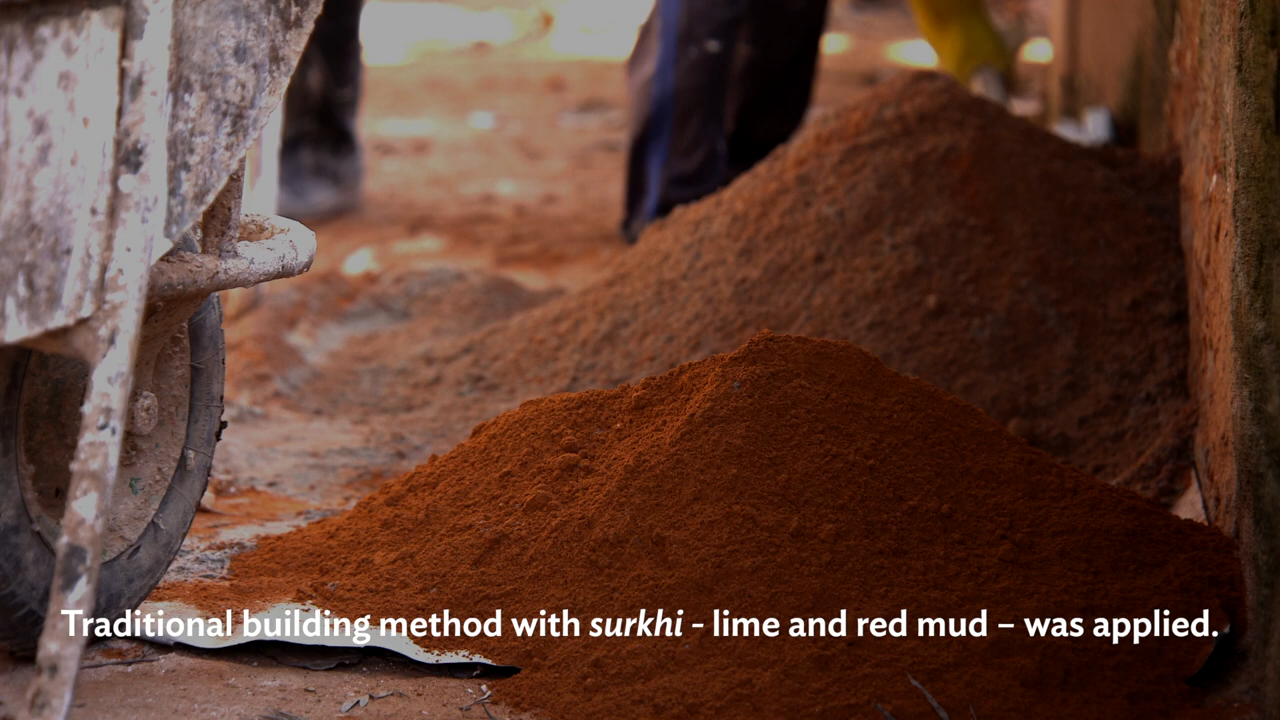 Traditional building method with surkhi - lime and red mud – was applied.